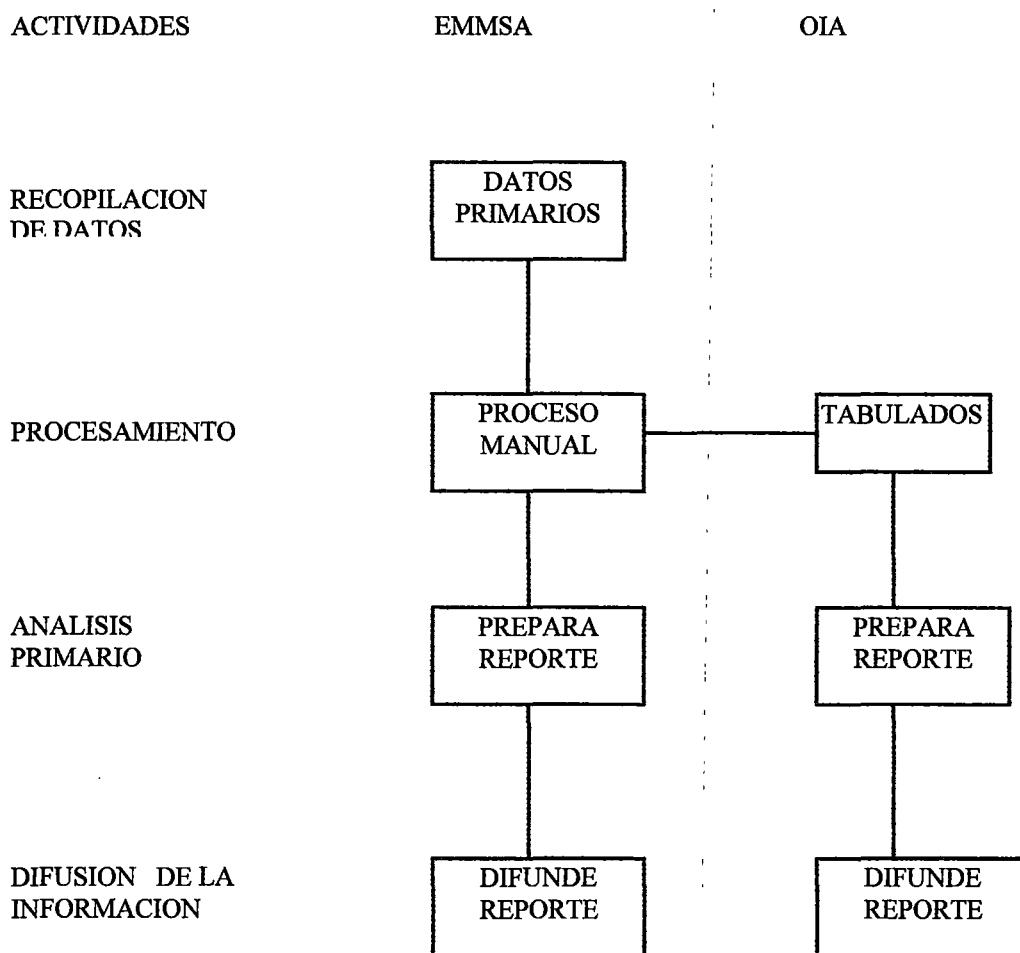 ACTIVIDADES EMMSA OIA
RECOPILACION
DE DATOS
DATOS
PRIMARIOS
PROCESAMIENTO
PROCESO
MANUAL
TABULADOS
ANALISIS
PRIMARIO
PREPARA
REPORTE
PREPARA
REPORTE
DIFUSION DE LA
INFORMACION
DIFUNDE
REPORTE
DIFUNDE
REPORTE